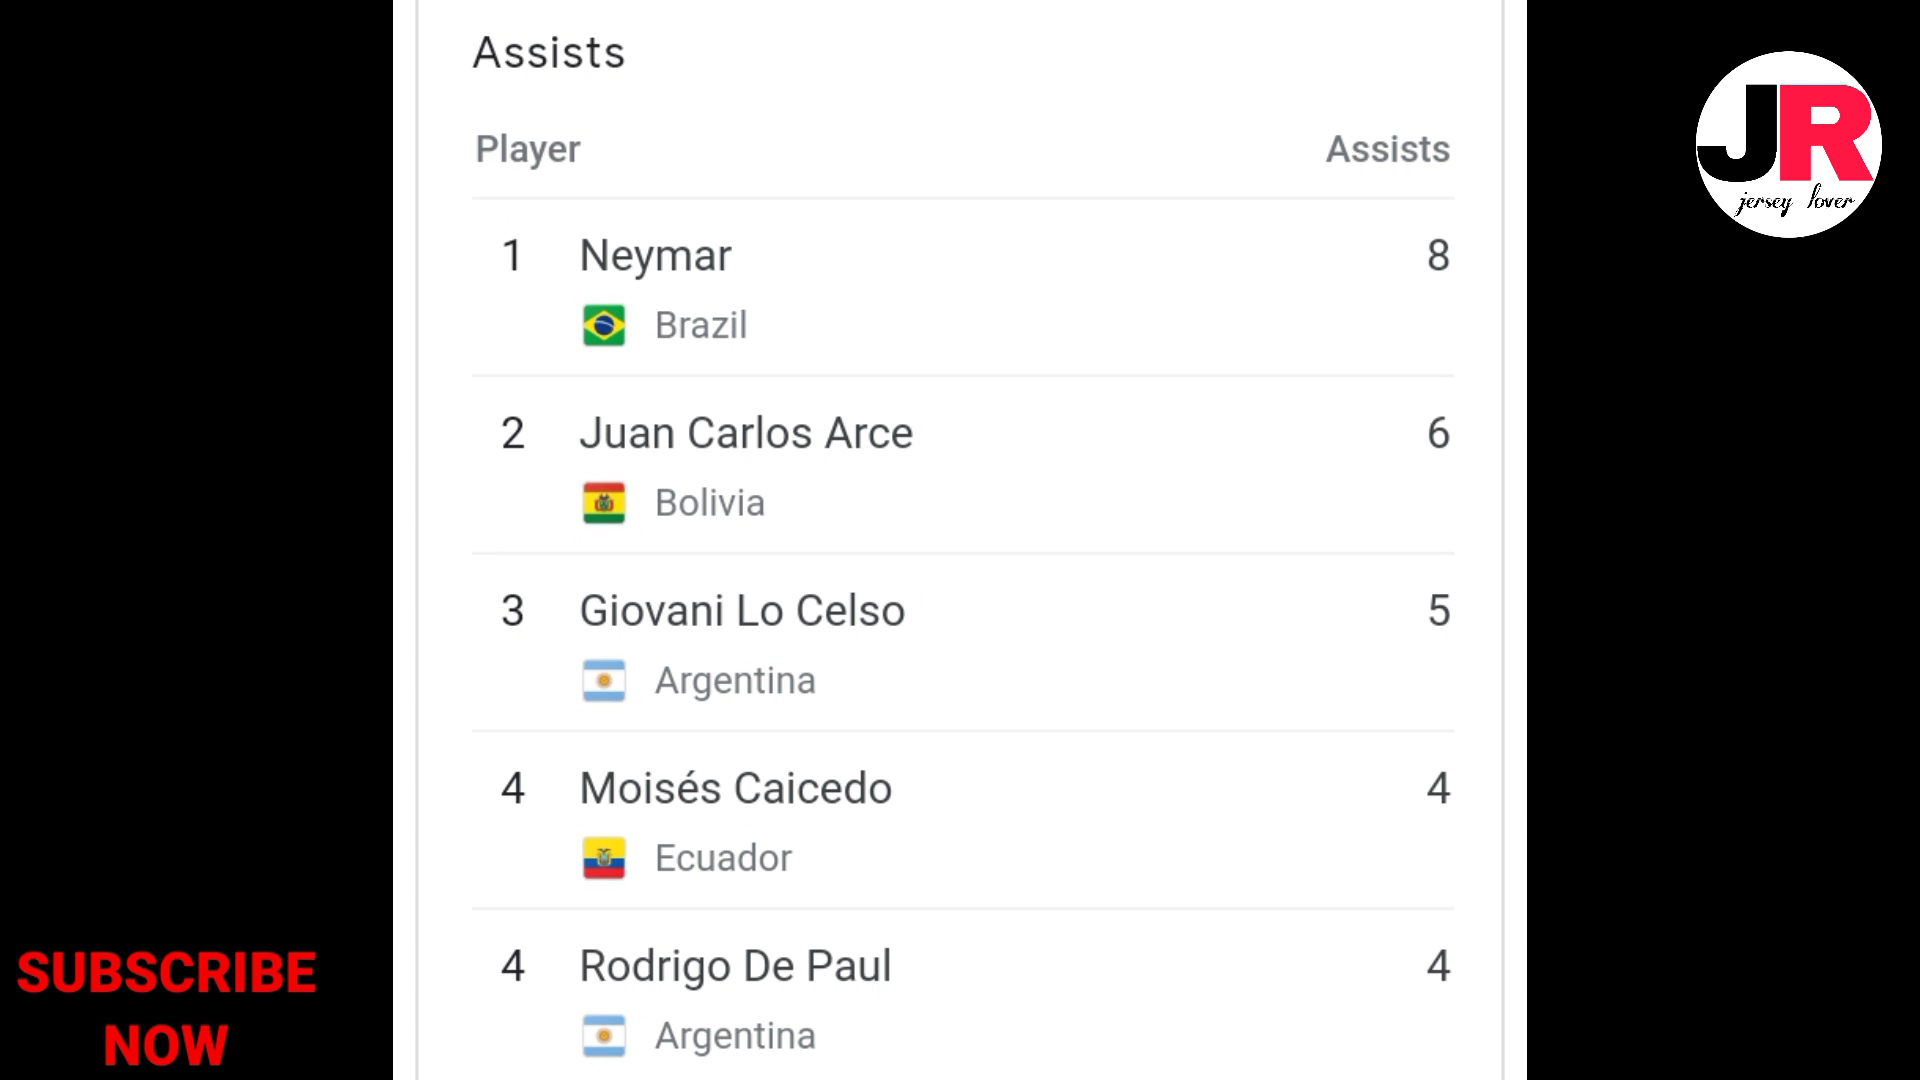 Assists
Player Assists
1 Neymar 8
Brazil
2 Juan Carlos Arce 6
Bolivia
3 Giovani Lo Celso 5
Argentina
4 Moisés Caicedo 4
Ecuador
4 Rodrigo De Paul 4
Argentina
JR
jersey lover
SUBSCRIBE
NOW